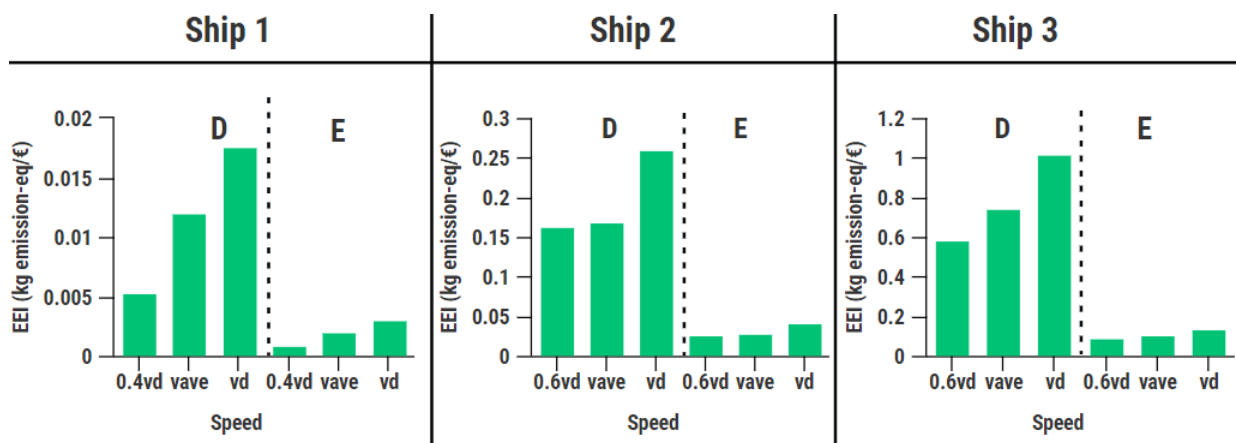 Ship 1
Ship 2
Ship 3
EEI (kg emission-eq/€)
0.02
0.015
0.01
0.005
0
D
E
0.4vd vave vd 0.4vd vave vd
Speed
EEI (kg emission-eq/€)
0.3
0.25
0.2
0.15
0.1
0.05
0
D
E
0.6vd vave vd 0.6vd vave vd
Speed
EEI (kg emission-eq/€)
1.2
1
0.8
0.6
0.4
0.2
0
D
E
0.6vd vave vd 0.6vd vave vd
Speed